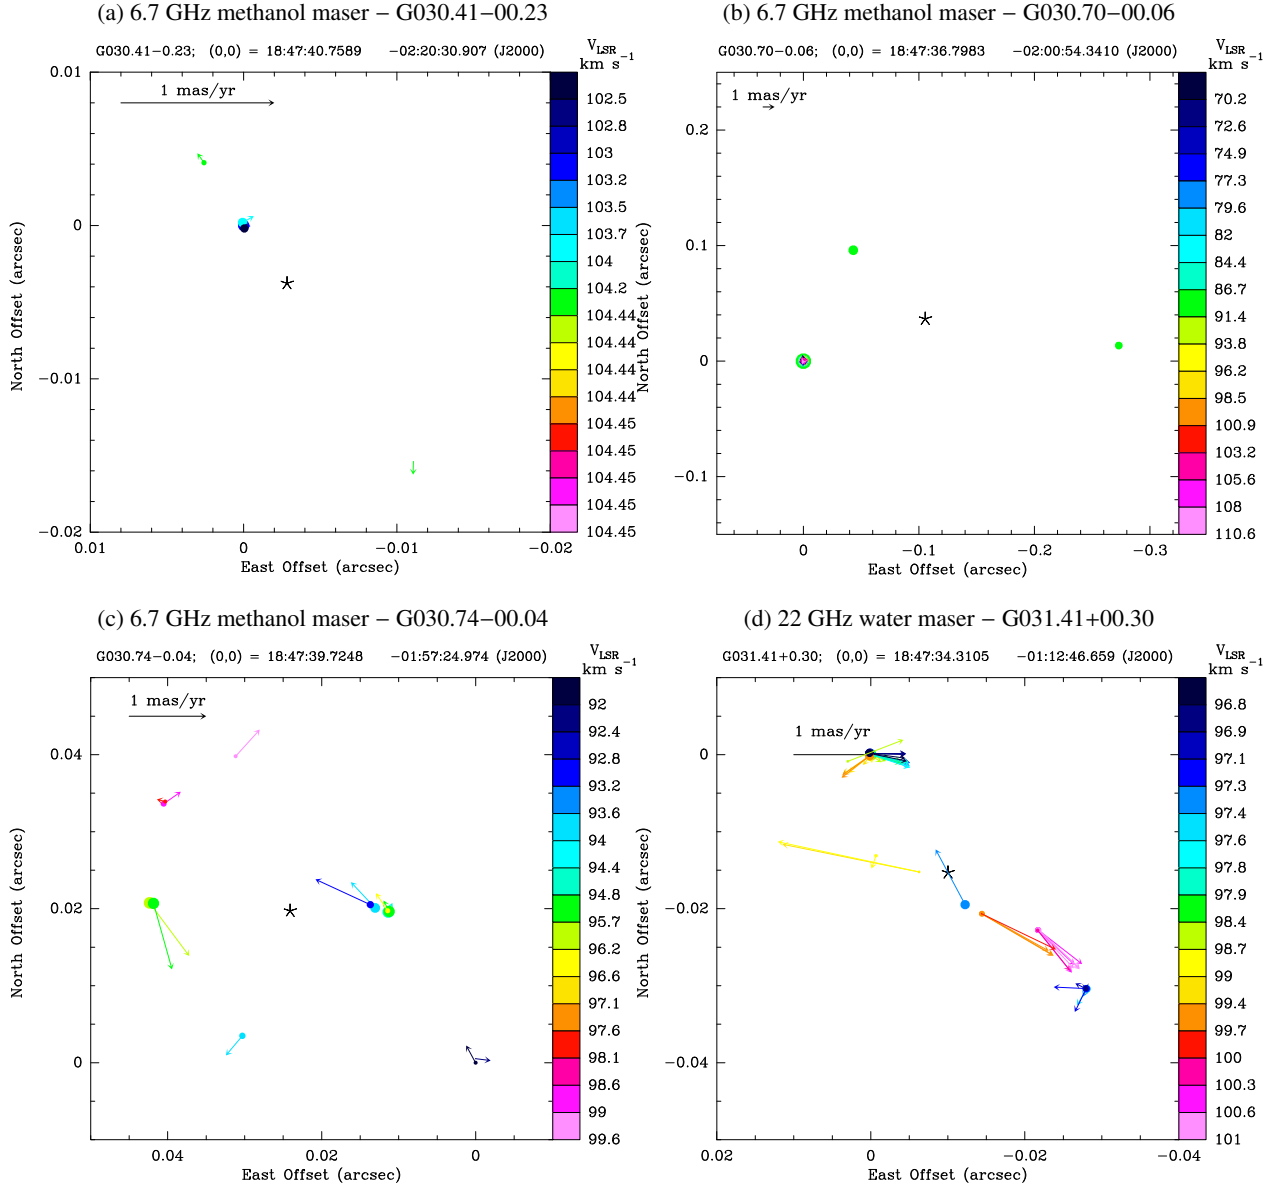 (a) 6.7 GHz methanol maser – G030.41−00.23
G030.41−0.23; (0,0) = 18:47:40.7589 −02:20:30.907 (J2000)
V_LSR
km s⁻¹
1 mas/yr
0.01
0
−0.01
−0.02
North Offset (arcsec)
0.01 0 −0.01 −0.02
East Offset (arcsec)
102.5
102.8
103
103.2
103.5
103.7
104
104.2
104.44
104.44
104.44
104.44
104.45
104.45
104.45
104.45
104.45
(b) 6.7 GHz methanol maser – G030.70−00.06
G030.70−0.06; (0,0) = 18:47:36.7983 −02:00:54.3410 (J2000)
V_LSR
km s⁻¹
1 mas/yr
0.2
0.1
0
−0.1
North Offset (arcsec)
0 −0.1 −0.2 −0.3
East Offset (arcsec)
70.2
72.6
74.9
77.3
79.6
82
84.4
86.7
91.4
93.8
96.2
98.5
100.9
103.2
105.6
108
110.6
(c) 6.7 GHz methanol maser – G030.74−00.04
G030.74−0.04; (0,0) = 18:47:39.7248 −01:57:24.974 (J2000)
V_LSR
km s⁻¹
1 mas/yr
0.04
0.02
0
North Offset (arcsec)
0.04 0.02 0
East Offset (arcsec)
92
92.4
92.8
93.2
93.6
94
94.4
94.8
95.7
96.2
96.6
97.1
97.6
98.1
98.6
99
99.6
(d) 22 GHz water maser – G031.41+00.30
G031.41+0.30; (0,0) = 18:47:34.3105 −01:12:46.659 (J2000)
V_LSR
km s⁻¹
1 mas/yr
0
−0.02
−0.04
North Offset (arcsec)
0.02 0 −0.02 −0.04
East Offset (arcsec)
96.8
96.9
97.1
97.3
97.4
97.6
97.8
97.9
98.4
98.7
99
99.4
99.7
100
100.3
100.6
101